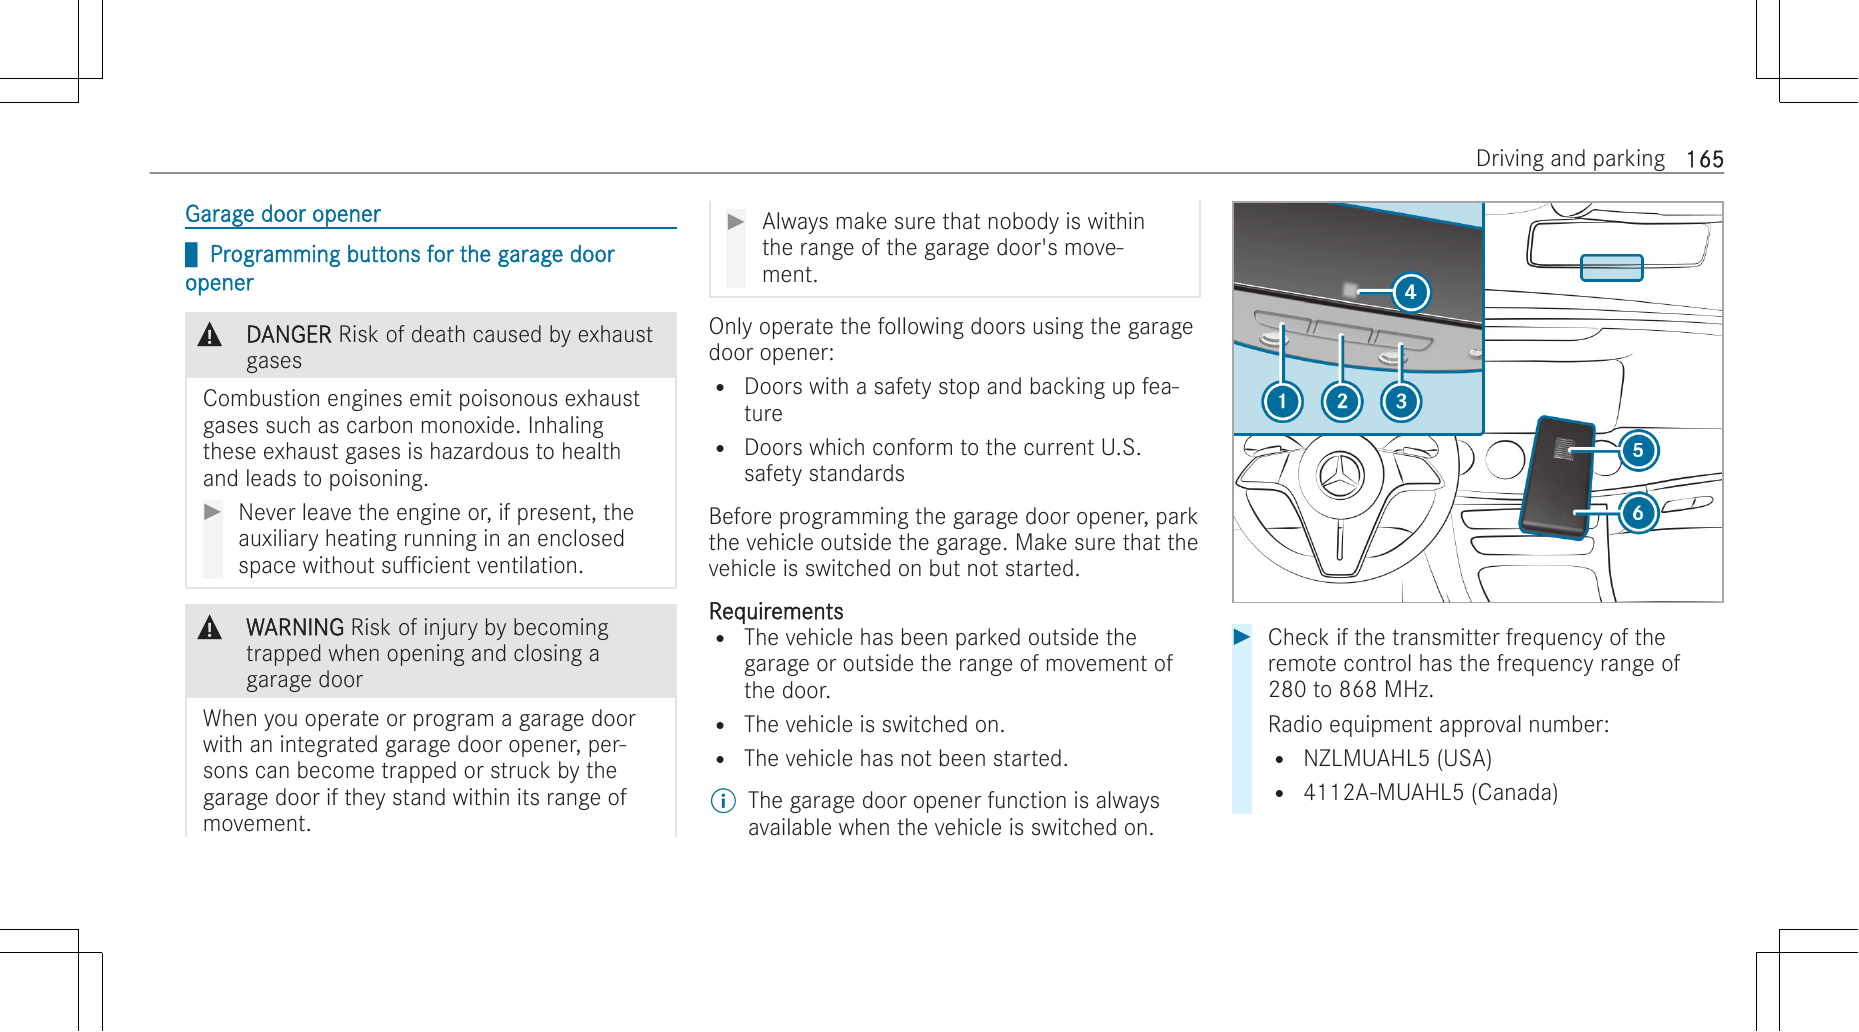 Driving and parking 165
Garage door opener
Programming buttons for the garage door
opener
DANGER Risk of death caused by exhaust
gases
Combustion engines emit poisonous exhaust
gases such as carbon monoxide. Inhaling
these exhaust gases is hazardous to health
and leads to poisoning.
▶ Never leave the engine or, if present, the
auxiliary heating running in an enclosed
space without sufficient ventilation.
WARNING Risk of injury by becoming
trapped when opening and closing a
garage door
When you operate or program a garage door
with an integrated garage door opener, per-
sons can become trapped or struck by the
garage door if they stand within its range of
movement.
▶ Always make sure that nobody is within
the range of the garage door's move-
ment.
Only operate the following doors using the garage
door opener:
• Doors with a safety stop and backing up fea-
ture
• Doors which conform to the current U.S.
safety standards
Before programming the garage door opener, park
the vehicle outside the garage. Make sure that the
vehicle is switched on but not started.
Requirements
• The vehicle has been parked outside the
garage or outside the range of movement of
the door.
• The vehicle is switched on.
• The vehicle has not been started.
i The garage door opener function is always
available when the vehicle is switched on.
4
1 2 3
5
6
▶ Check if the transmitter frequency of the
remote control has the frequency range of
280 to 868 MHz.
Radio equipment approval number:
• NZLMUAHL5 (USA)
• 4112A-MUAHL5 (Canada)